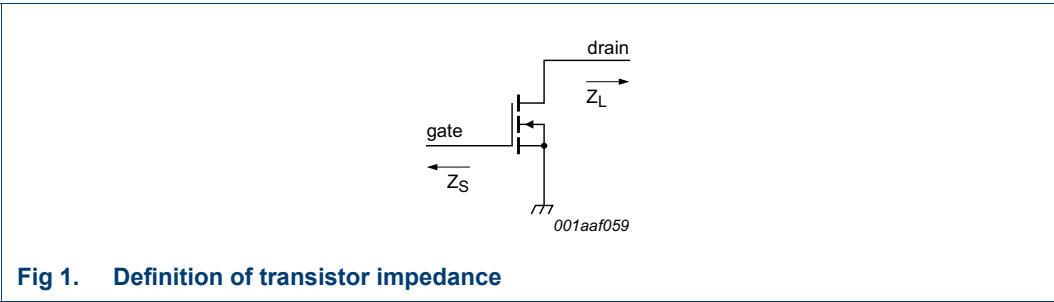 drain
Z_L
gate
Z_S
001aaf059
Fig 1. Definition of transistor impedance